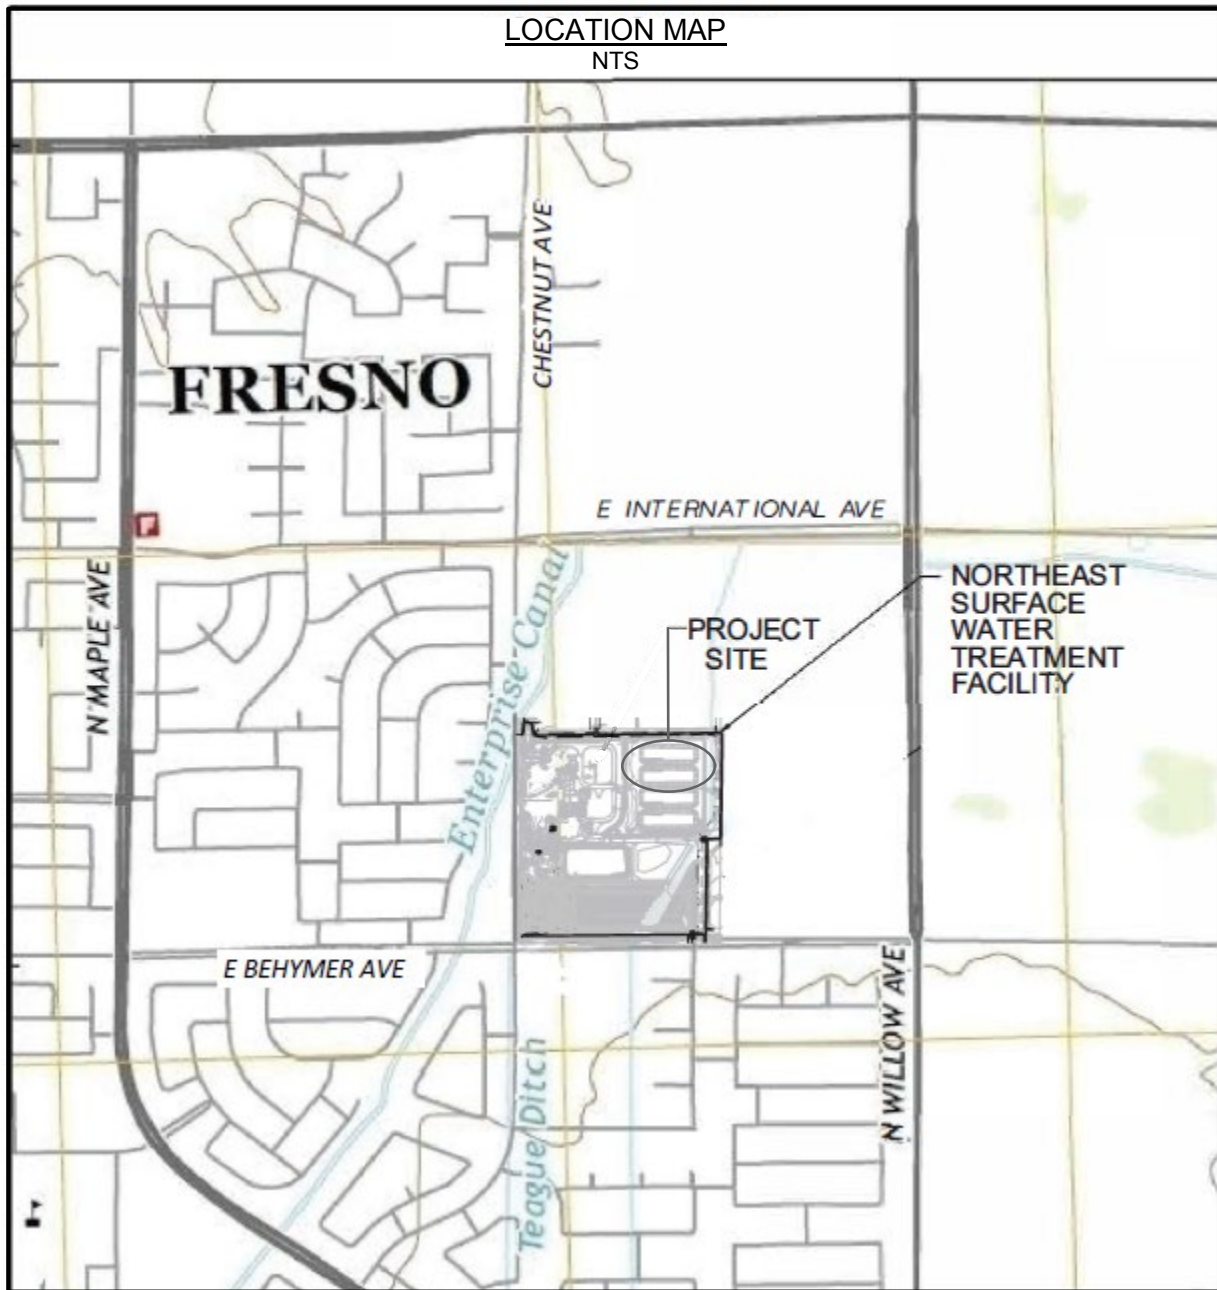 LOCATION MAP
NTS
CHESTNUT AVE
FRESNO
E INTERNATIONAL AVE
N MAPLE AVE
Enterprise Canal
PROJECT
SITE
NORTHEAST
SURFACE
WATER
TREATMENT
FACILITY
E BEHYMER AVE
N WILLOW AVE
Teague Ditch